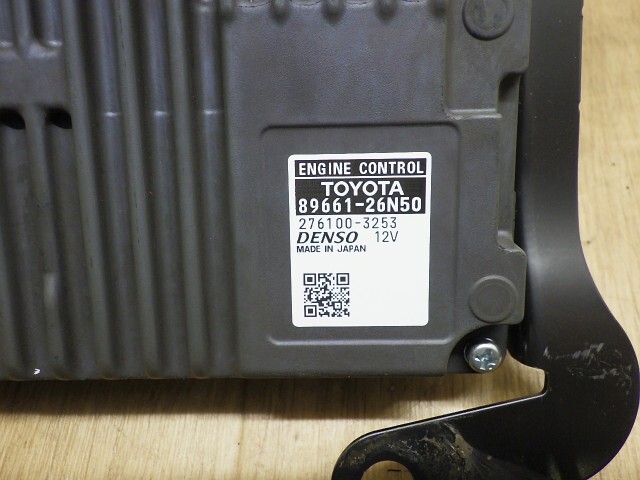 ENGINE CONTROL
TOYOTA
89661-26N50
276100-3253
DENSO 12V
MADE IN JAPAN